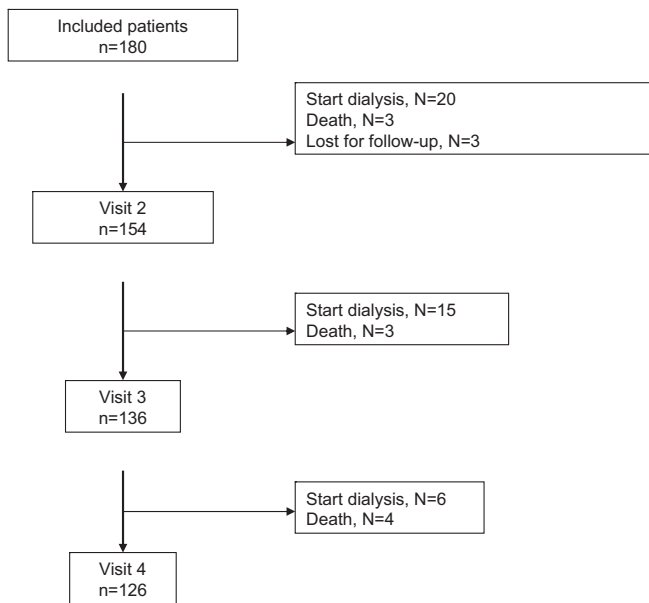 Included patients
n=180
Start dialysis, N=20
Death, N=3
Lost for follow-up, N=3
Visit 2
n=154
Start dialysis, N=15
Death, N=3
Visit 3
n=136
Start dialysis, N=6
Death, N=4
Visit 4
n=126